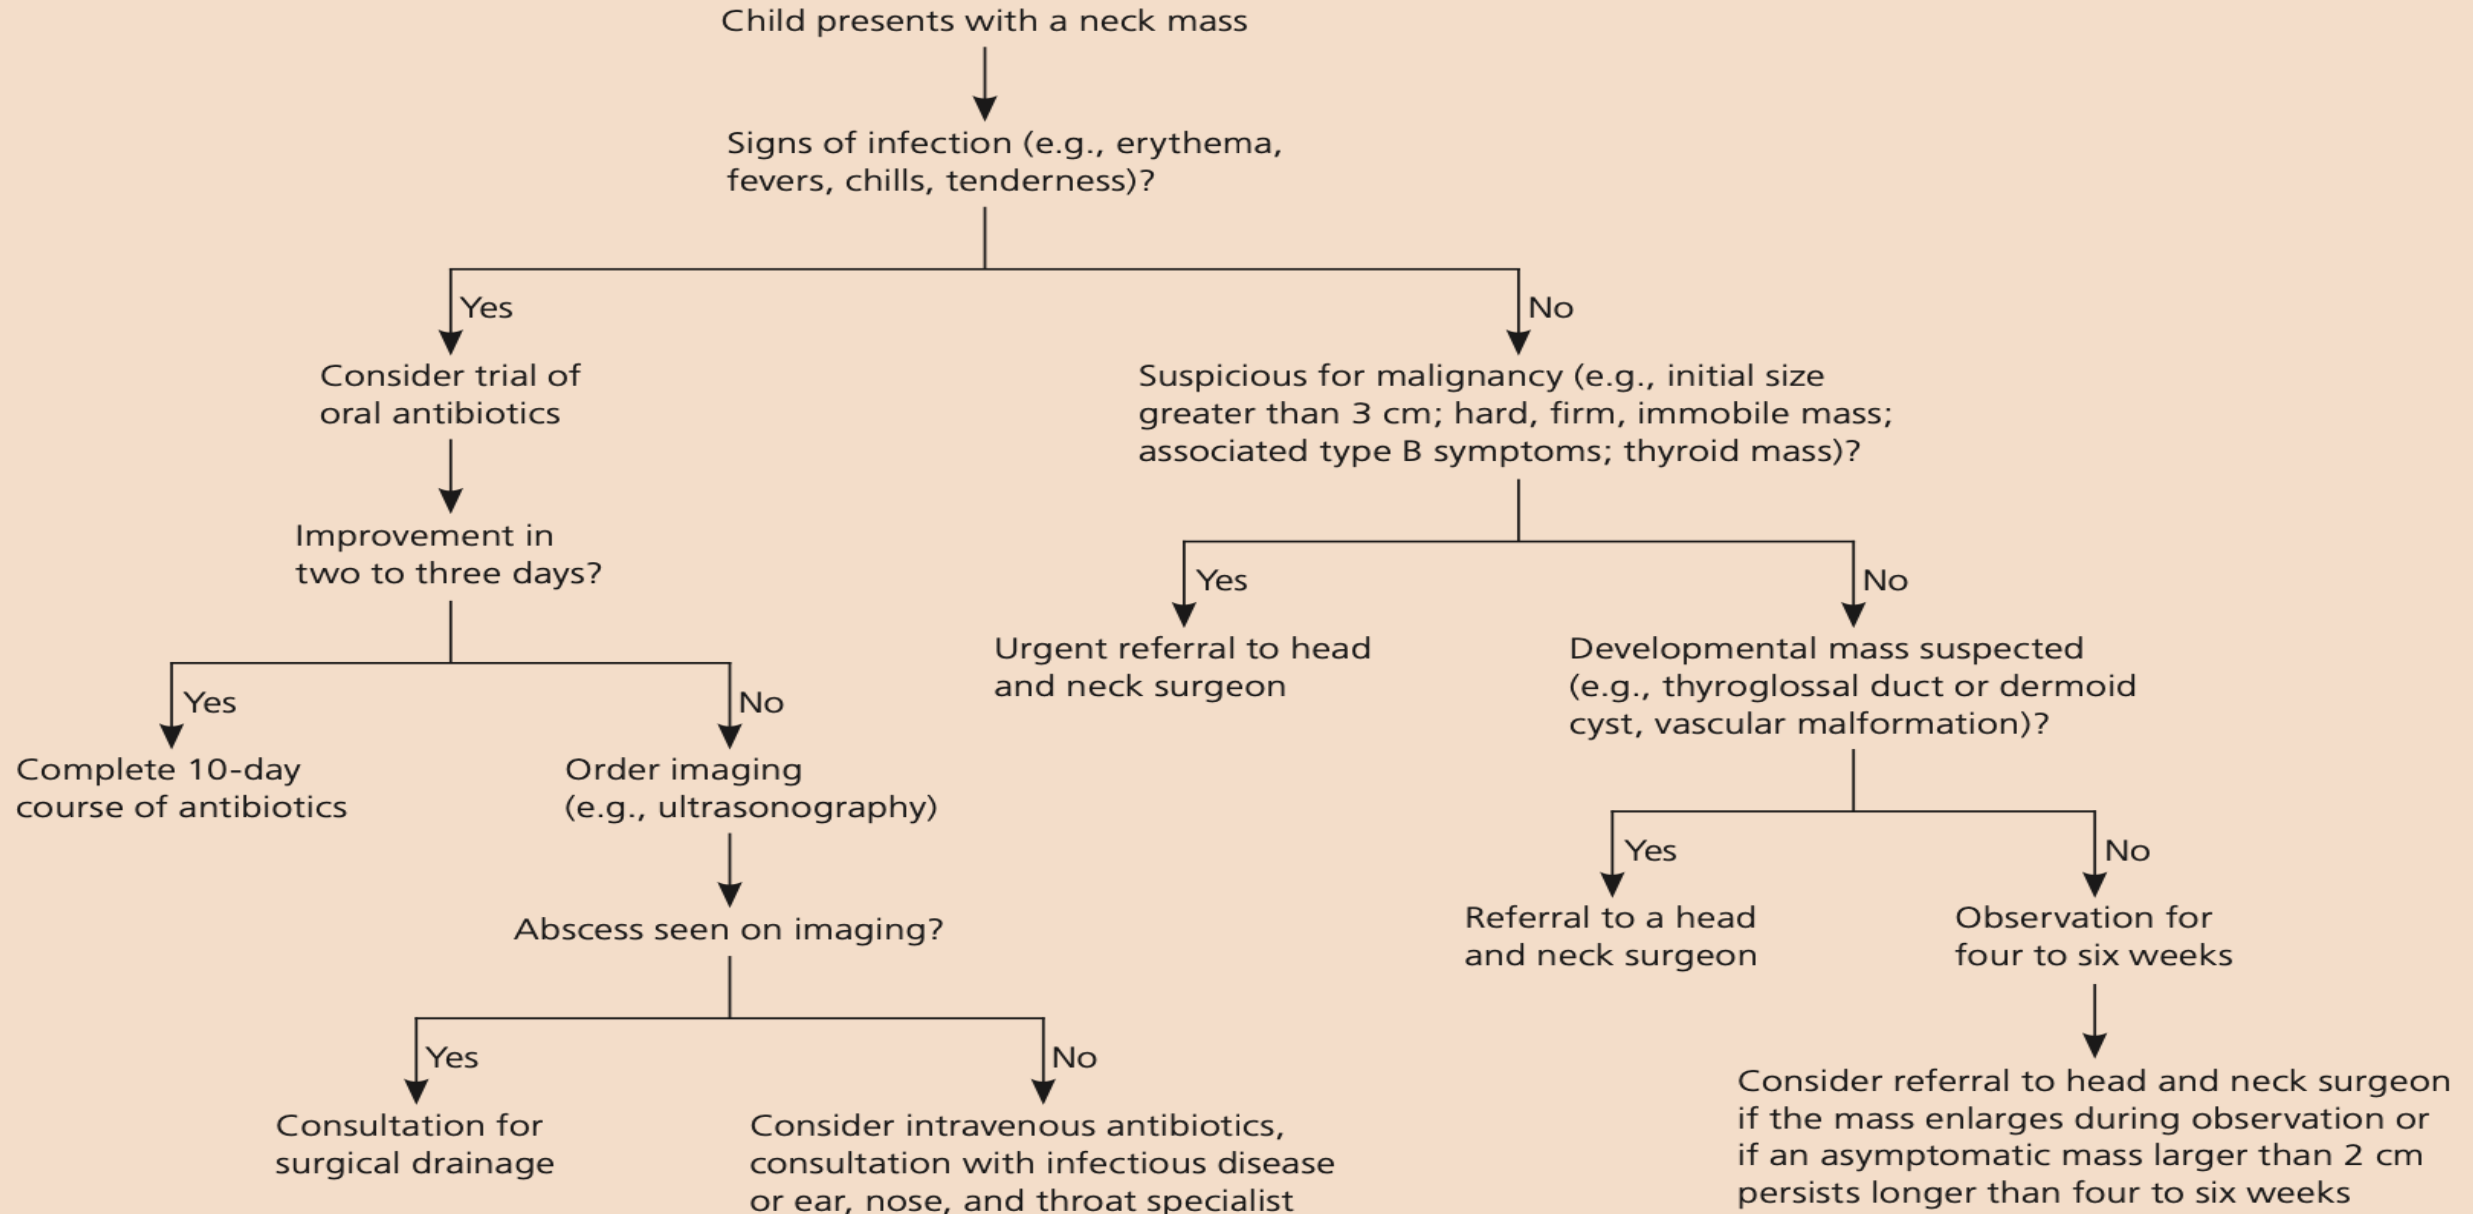 Child presents with a neck mass
Signs of infection (e.g., erythema,
fevers, chills, tenderness)?
Yes
No
Consider trial of
oral antibiotics
Suspicious for malignancy (e.g., initial size
greater than 3 cm; hard, firm, immobile mass;
associated type B symptoms; thyroid mass)?
Improvement in
two to three days?
Yes
No
Urgent referral to head
and neck surgeon
Developmental mass suspected
(e.g., thyroglossal duct or dermoid
cyst, vascular malformation)?
Yes
No
Complete 10-day
course of antibiotics
Order imaging
(e.g., ultrasonography)
Yes
No
Abscess seen on imaging?
Referral to a head
and neck surgeon
Observation for
four to six weeks
Yes
No
Consultation for
surgical drainage
Consider intravenous antibiotics,
consultation with infectious disease
or ear, nose, and throat specialist
Consider referral to head and neck surgeon
if the mass enlarges during observation or
if an asymptomatic mass larger than 2 cm
persists longer than four to six weeks